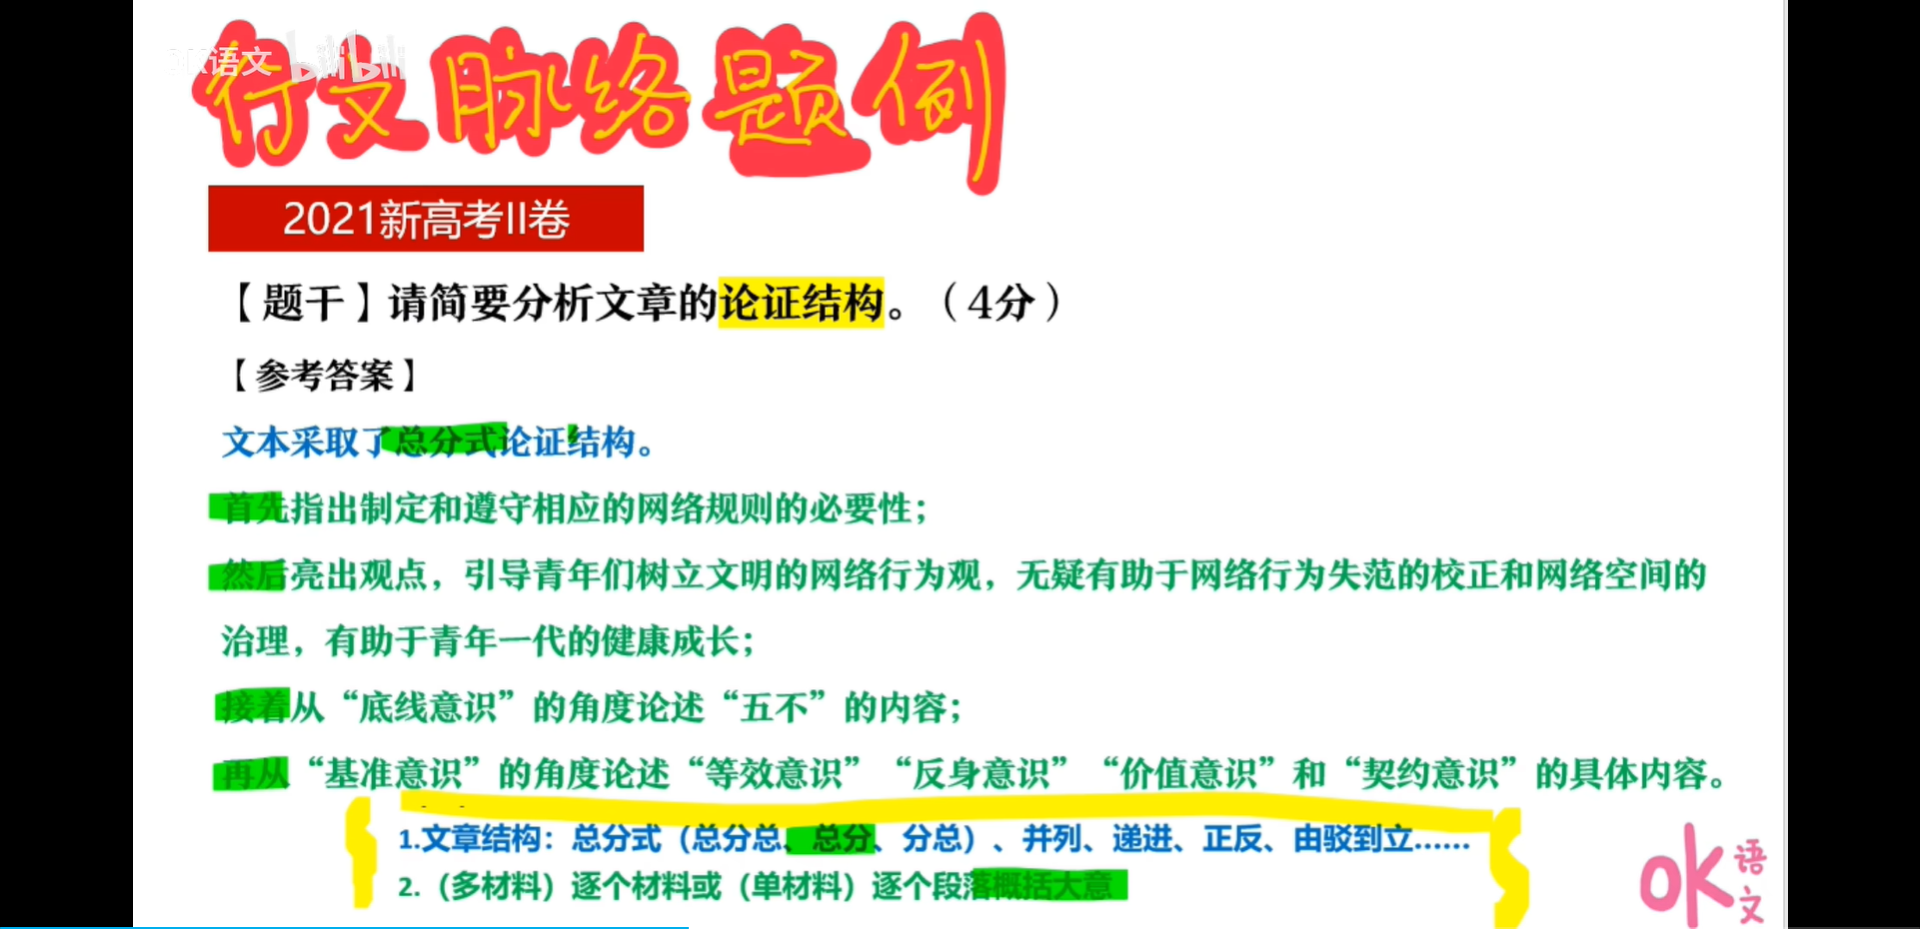 OK语文 bilibili
行文脉络题例
2021新高考II卷
【题干】请简要分析文章的论证结构。（4分）
【参考答案】
文本采取了总分式论证结构。
首先指出制定和遵守相应的网络规则的必要性；
然后亮出观点，引导青年们树立文明的网络行为观，无疑有助于网络行为失范的校正和网络空间的
治理，有助于青年一代的健康成长；
接着从“底线意识”的角度论述“五不”的内容；
再从“基准意识”的角度论述“等效意识”“反身意识”“价值意识”和“契约意识”的具体内容。
1.文章结构：总分式（总分总、总分、分总）、并列、递进、正反、由驳到立……
2.（多材料）逐个材料或（单材料）逐个段落概括大意
OK语文